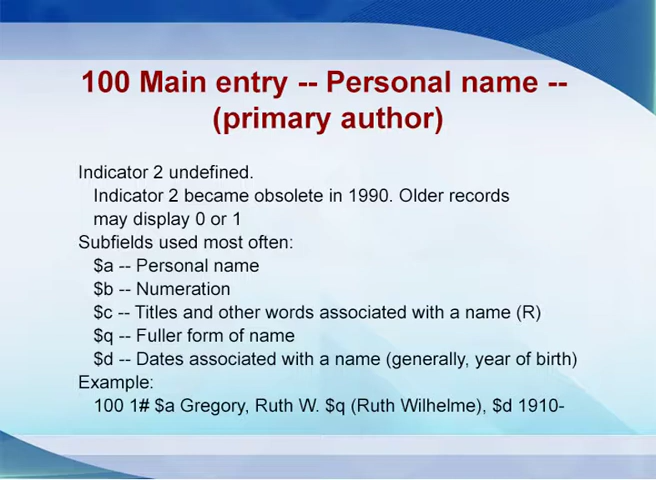 100 Main entry -- Personal name --
(primary author)
Indicator 2 undefined.
Indicator 2 became obsolete in 1990. Older records
may display 0 or 1
Subfields used most often:
$a -- Personal name
$b -- Numeration
$c -- Titles and other words associated with a name (R)
$q -- Fuller form of name
$d -- Dates associated with a name (generally, year of birth)
Example:
100 1# $a Gregory, Ruth W. $q (Ruth Wilhelme), $d 1910-